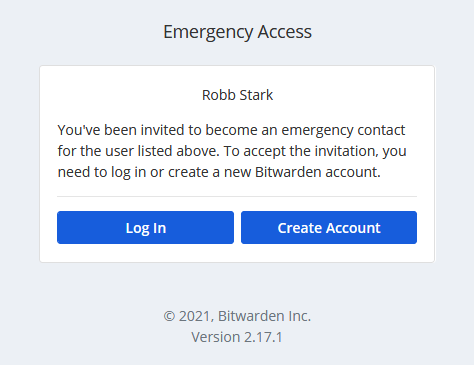 Emergency Access
Robb Stark
You've been invited to become an emergency contact
for the user listed above. To accept the invitation, you
need to log in or create a new Bitwarden account.
Log In
Create Account
© 2021, Bitwarden Inc.
Version 2.17.1